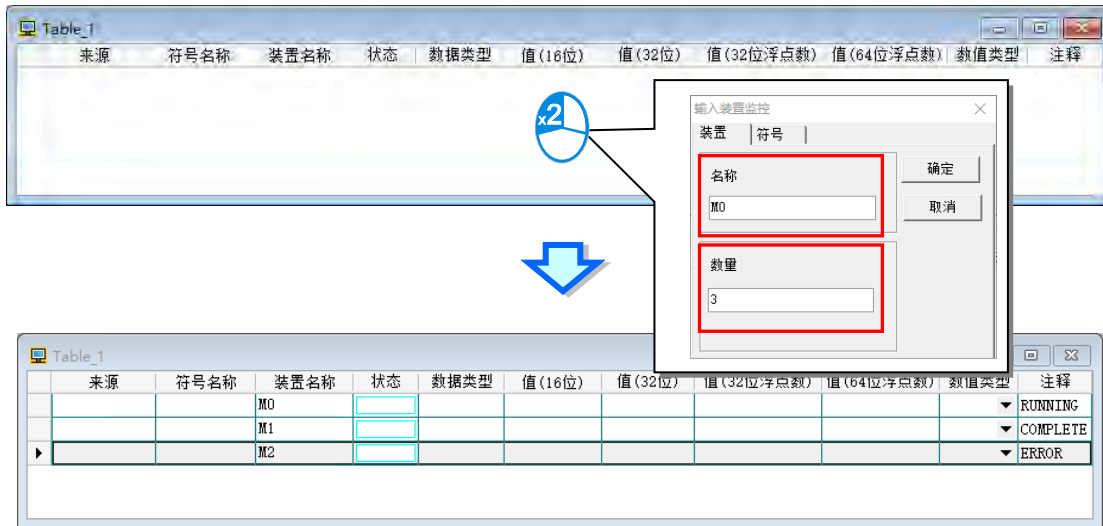 Table_1
来源 符号名称 装置名称 状态 数据类型 值(16位) 值(32位) 值(32位浮点数) 值(64位浮点数) 数值类型 注释
x2
输入装置监控
装置 符号
名称
确定
M0
取消
数量
3
Table_1
来源 符号名称 装置名称 状态 数据类型 值(16位) 值(32位) 值(32位浮点数) 值(64位浮点数) 数值类型 注释
M0 RUNNING
M1 COMPLETE
M2 ERROR